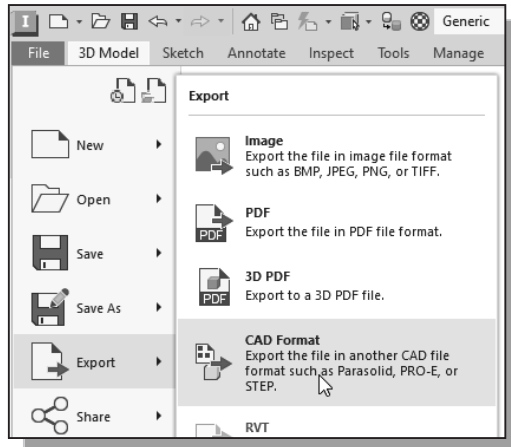 I Generic
File 3D Model Sketch Annotate Inspect Tools Manage
Export
New
Open
Save
Save As
Export
Share
Image
Export the file in image file format
such as BMP, JPEG, PNG, or TIFF.
PDF
PDF
Export the file in PDF file format.
PDF
3D PDF
Export to a 3D PDF file.
CAD Format
Export the file in another CAD file
format such as Parasolid, PRO-E, or
STEP.
RVT